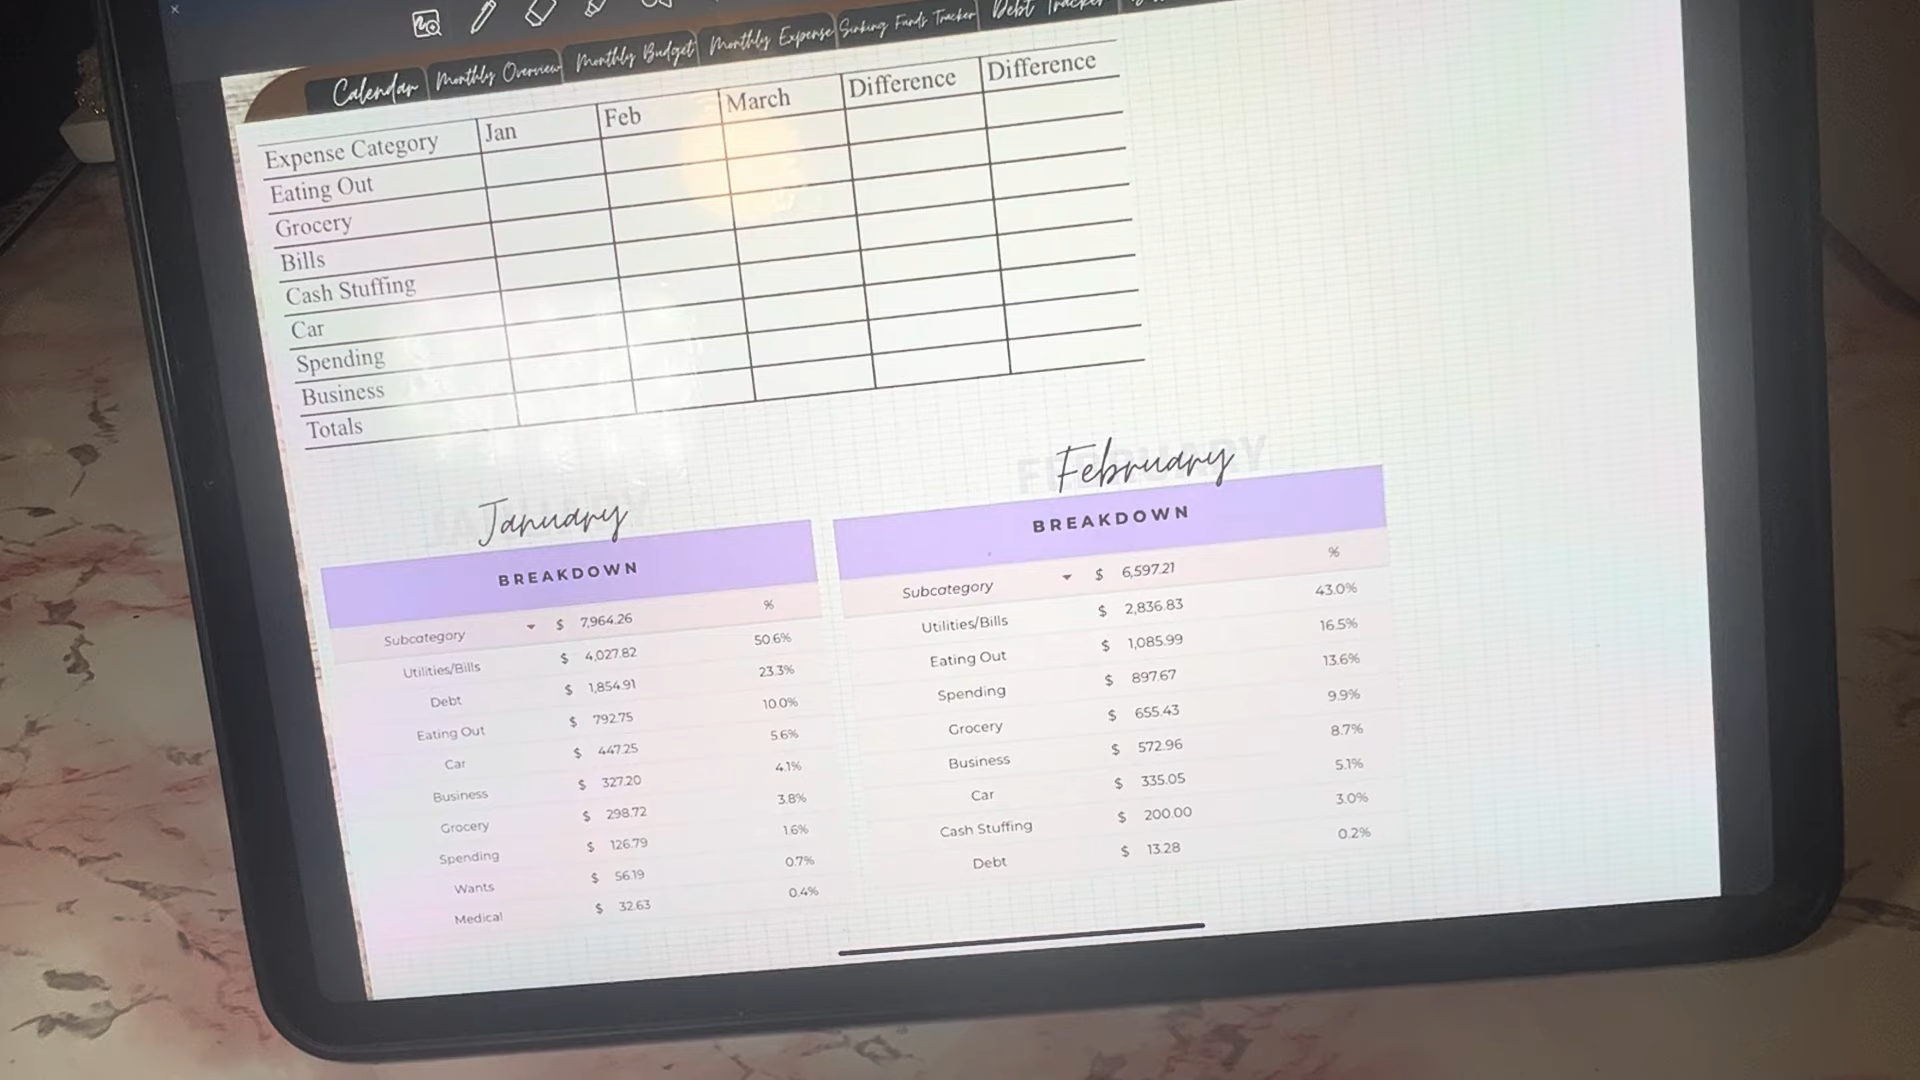 Calendar Monthly Overview Monthly Budget Monthly Expense Sinking Funds Tracker Debt Tracker
Expense Category Jan Feb March Difference Difference
Eating Out
Grocery
Bills
Cash Stuffing
Car
Spending
Business
Totals
January
BREAKDOWN
Subcategory $ 7,964.26 %
Utilities/Bills $ 4,027.82 50.6%
Debt $ 1,854.91 23.3%
Eating Out $ 792.75 10.0%
Car $ 447.25 5.6%
Business $ 327.20 4.1%
Grocery $ 298.72 3.8%
Spending $ 126.79 1.6%
Wants $ 56.19 0.7%
Medical $ 32.63 0.4%
February
BREAKDOWN
Subcategory $ 6,597.21 %
Utilities/Bills $ 2,836.83 43.0%
Eating Out $ 1,085.99 16.5%
Spending $ 897.67 13.6%
Grocery $ 655.43 9.9%
Business $ 572.96 8.7%
Car $ 335.05 5.1%
Cash Stuffing $ 200.00 3.0%
Debt $ 13.28 0.2%